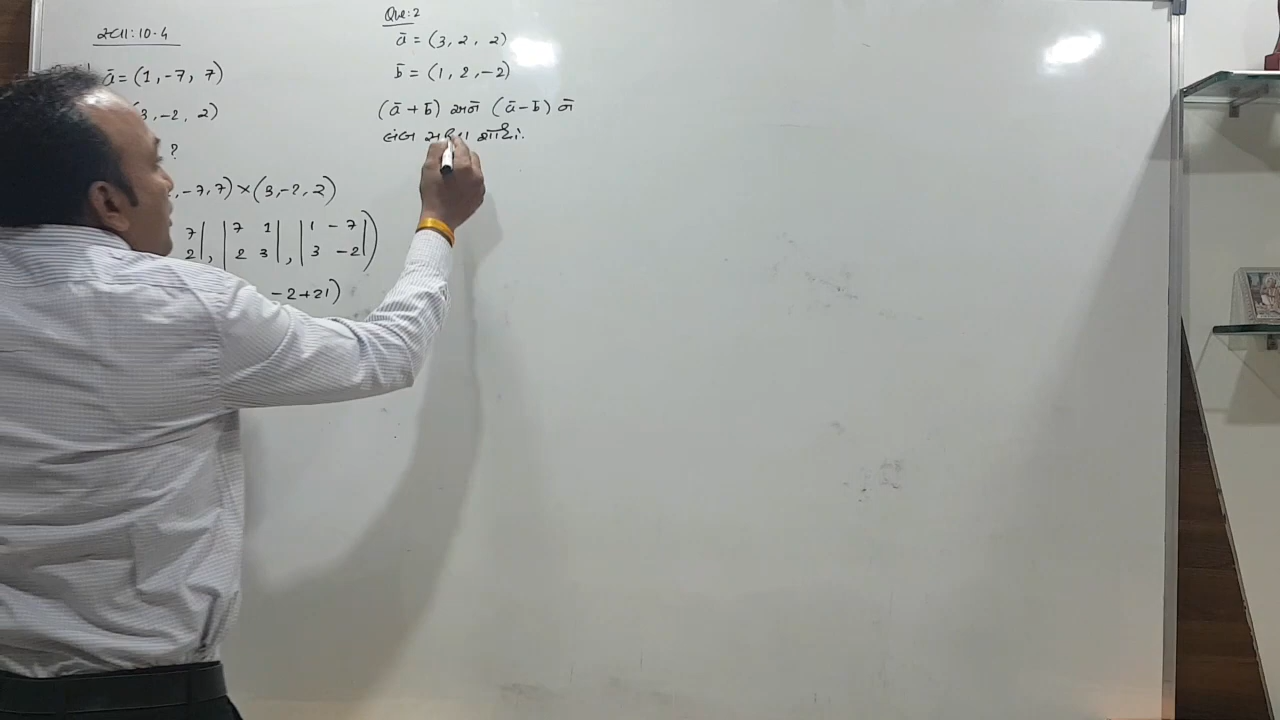 સ્વા: 10.4
ā = (1, -7, 7)
3, -2, 2)
?
, -7, 7) × (3, -2, 2)
7 | | 7 1 | | 1 - 7 |
2 | , | 2 3 | , | 3 -2 | )
-2+21)
Que: 2
ā = (3, 2, 2)
b̄ = (1, 2, -2)
(ā + b̄) અને (ā - b̄) ને
લંબ શોધો.